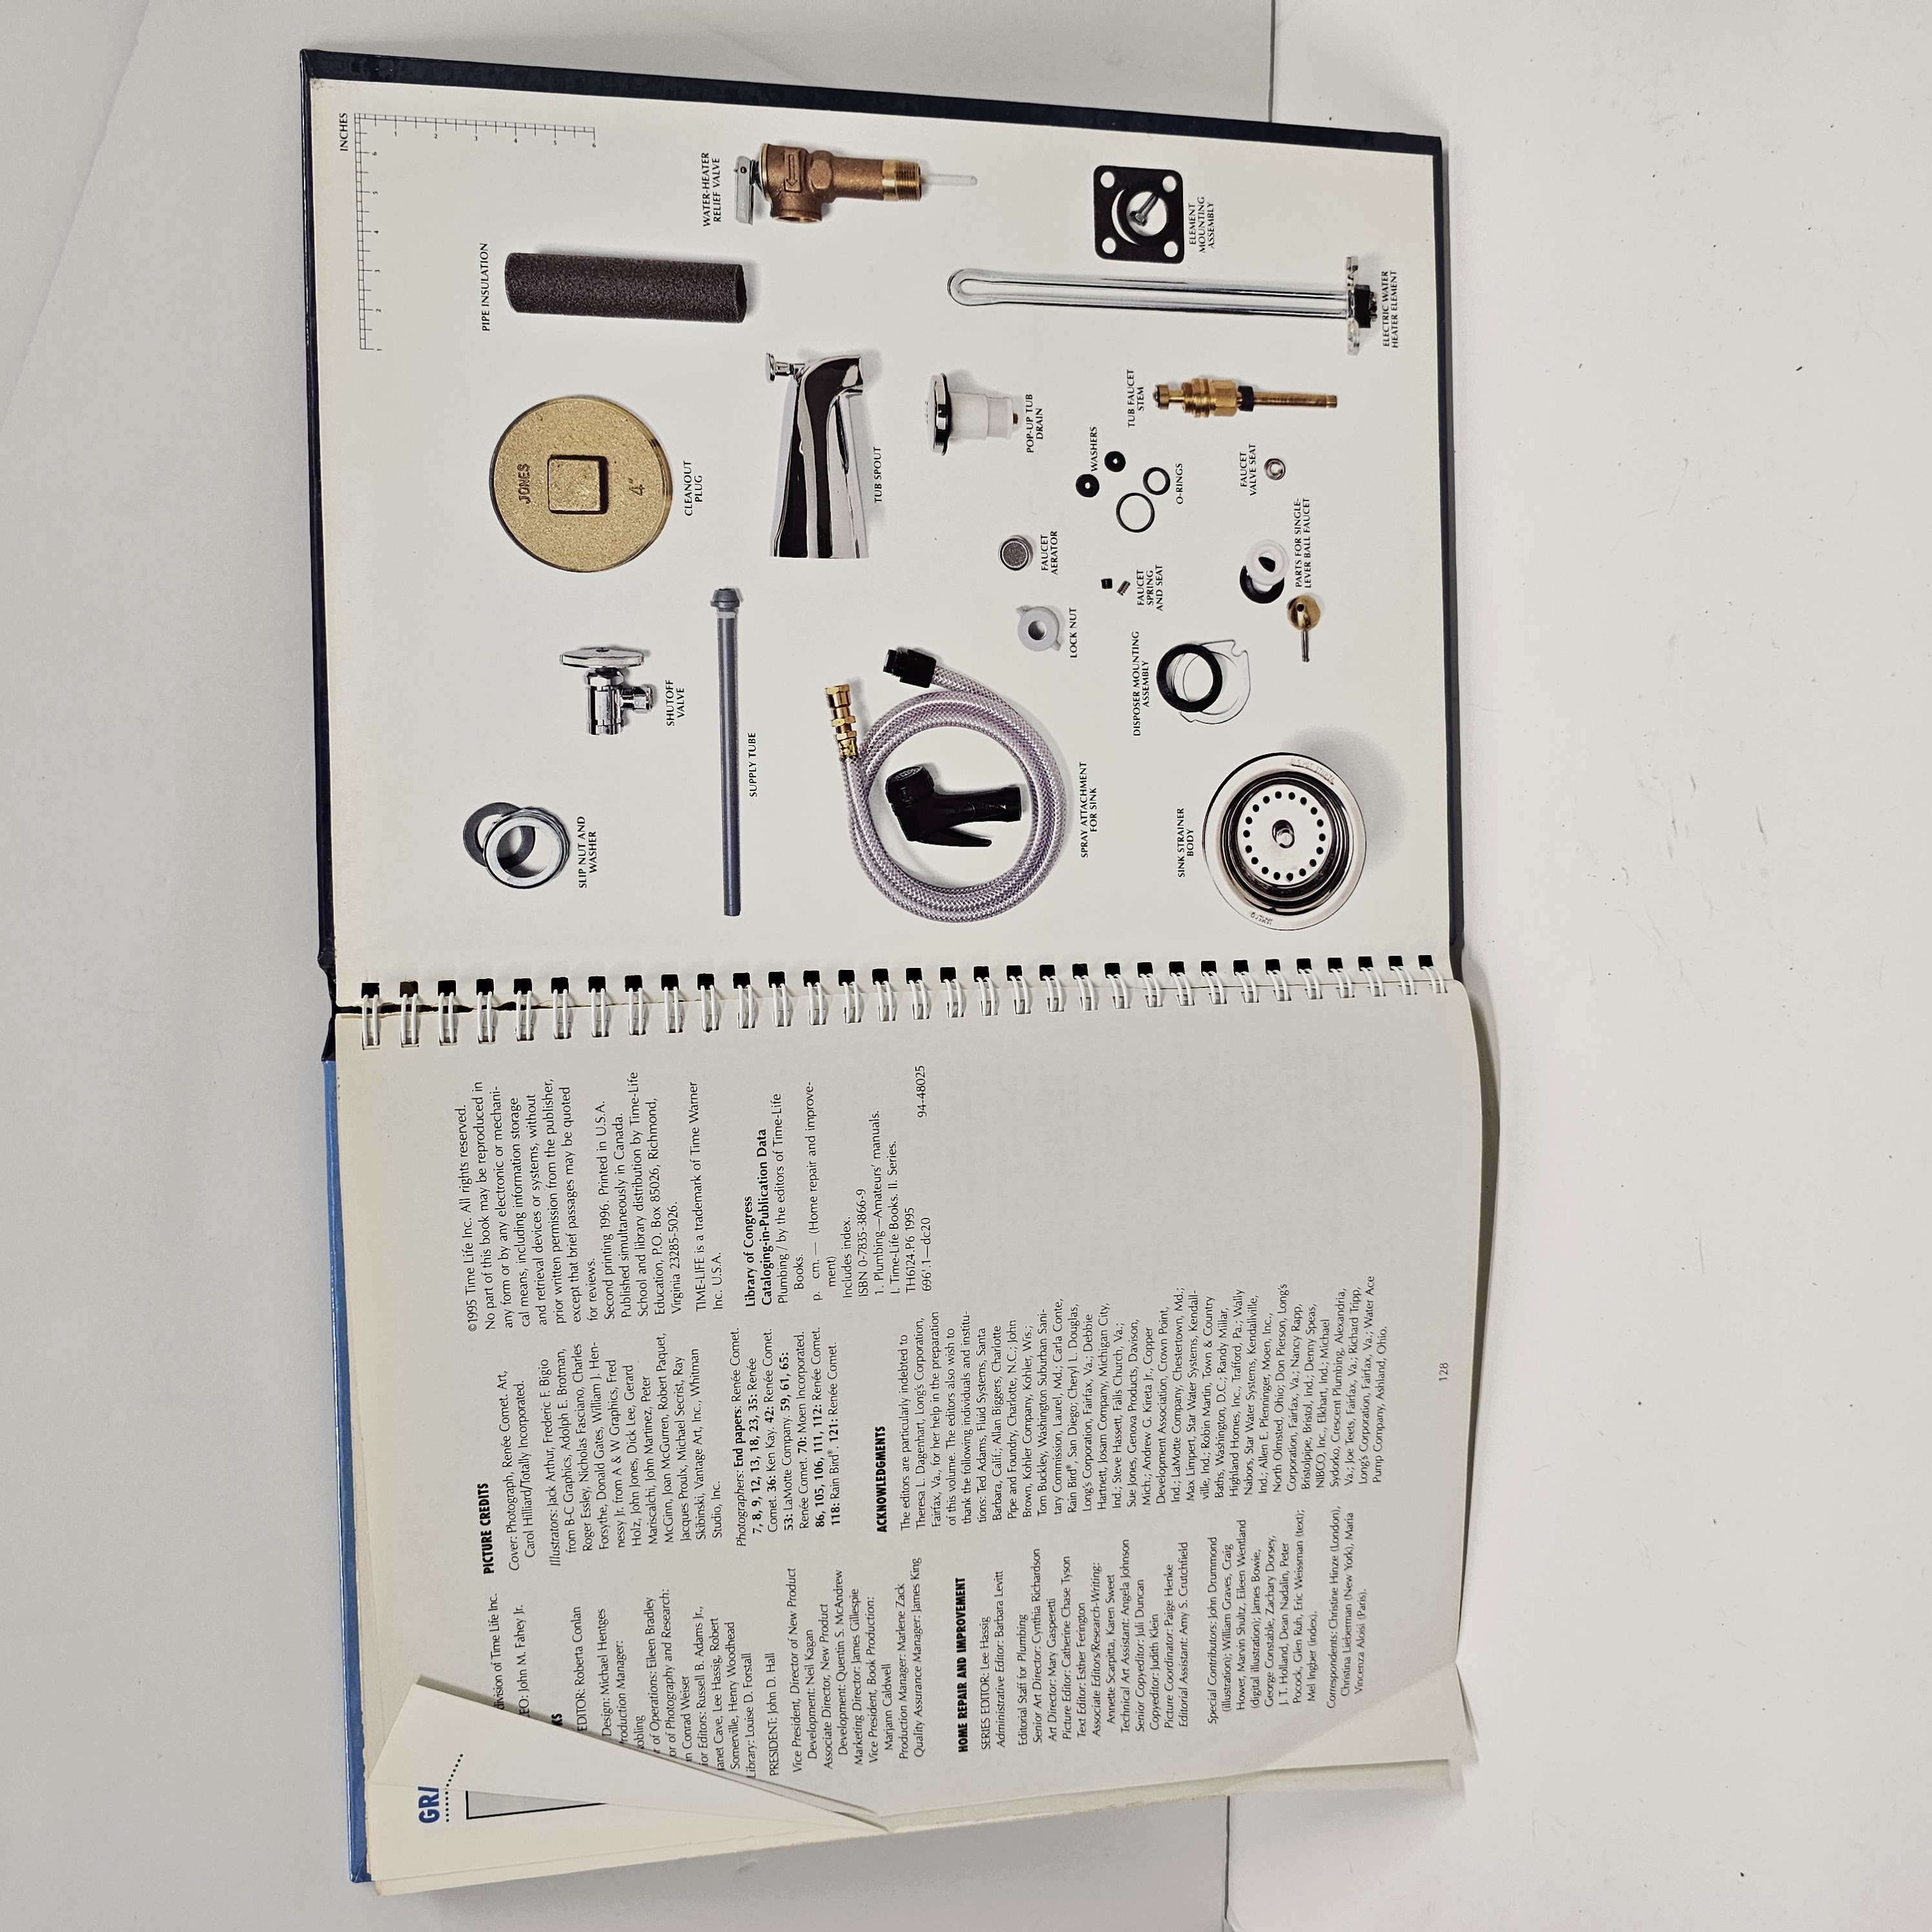 GR
division of Time Life Inc.
EO: John M. Fahey Jr.
KS
EDITOR: Roberta Conlan
Design: Michael Hentges
roduction Manager:
obling
r of Operations: Eileen Bradley
or of Photography and Research:
n Conrad Weiser
ior Editors: Russell B. Adams Jr.,
Janet Cave, Lee Hassig, Robert
Somerville, Henry Woodhead
Library: Louise D. Forstall
PRESIDENT: John D. Hall
Vice President, Director of New Product
Development: Neil Kagan
Associate Director, New Product
Development: Quentin S. McAndrew
Marketing Director: James Gillespie
Vice President, Book Production:
Marjann Caldwell
Production Manager: Marlene Zack
Quality Assurance Manager: James King
HOME REPAIR AND IMPROVEMENT
SERIES EDITOR: Lee Hassig
Administrative Editor: Barbara Levitt
Editorial Staff for Plumbing
Senior Art Director: Cynthia Richardson
Art Director: Mary Gasperetti
Picture Editor: Catherine Chase Tyson
Text Editor: Esther Ferington
Associate Editors/Research-Writing:
Annette Scarpitta, Karen Sweet
Technical Art Assistant: Angela Johnson
Senior Copyeditor: Juli Duncan
Copyeditor: Judith Klein
Picture Coordinator: Paige Henke
Editorial Assistant: Amy S. Crutchfield
Special Contributors: John Drummond
(illustration); William Graves, Craig
Hower, Marvin Shultz, Eileen Wentland
(digital illustration); James Bowie,
George Constable, Zachary Dorsey,
J. T. Holland, Dean Nadalin, Peter
Pocock, Glen Ruh, Eric Weissman (text);
Mel Ingber (index).
Correspondents: Christine Hinze (London),
Christina Lieberman (New York), Maria
Vincenza Aloisi (Paris).
PICTURE CREDITS
Cover: Photograph, Renée Comet. Art,
Carol Hilliard/Totally Incorporated.
Illustrators: Jack Arthur, Frederic F. Bigio
from B-C Graphics, Adolph E. Brotman,
Roger Essley, Nicholas Fasciano, Charles
Forsythe, Donald Gates, William J. Hen-
nessy Jr. from A & W Graphics, Fred
Holz, John Jones, Dick Lee, Gerard
Mariscalchi, John Martinez, Peter
McGinn, Joan McGurren, Robert Paquet,
Jacques Proulx, Michael Secrist, Ray
Skibinski, Vantage Art, Inc., Whitman
Studio, Inc.
Photographers: End papers: Renée Comet.
7, 8, 9, 12, 13, 18, 23, 35: Renée
Comet. 36: Ken Kay. 42: Renée Comet.
53: LaMotte Company. 59, 61, 65:
Renée Comet. 70: Moen Incorporated.
86, 105, 106, 111, 112: Renée Comet.
118: Rain Bird®. 121: Renée Comet.
ACKNOWLEDGMENTS
The editors are particularly indebted to
Theresa L. Dagenhart, Long's Corporation,
Fairfax, Va., for her help in the preparation
of this volume. The editors also wish to
thank the following individuals and institu-
tions: Ted Adams, Fluid Systems, Santa
Barbara, Calif.; Allan Biggers, Charlotte
Pipe and Foundry, Charlotte, N.C.; John
Brown, Kohler Company, Kohler, Wis.;
Tom Buckley, Washington Suburban Sani-
tary Commission, Laurel, Md.; Carla Conte,
Rain Bird®, San Diego; Cheryl L. Douglas,
Long's Corporation, Fairfax, Va.; Debbie
Hartnett, Josam Company, Michigan City,
Ind.; Steve Hassett, Falls Church, Va.;
Sue Jones, Genova Products, Davison,
Mich.; Andrew G. Kireta Jr., Copper
Development Association, Crown Point,
Ind.; LaMotte Company, Chestertown, Md.;
Max Limpert, Star Water Systems, Kendall-
ville, Ind.; Robin Martin, Town & Country
Baths, Washington, D.C.; Randy Millar,
Highland Homes, Inc., Trafford, Pa.; Wally
Nabors, Star Water Systems, Kendallville,
Ind.; Allen E. Pfenninger, Moen, Inc.,
North Olmsted, Ohio; Don Pierson, Long's
Corporation, Fairfax, Va.; Nancy Rapp,
Bristolpipe, Bristol, Ind.; Denny Speas,
NIBCO, Inc., Elkhart, Ind.; Michael
Sydorko, Crescent Plumbing, Alexandria,
Va.; Joe Teets, Fairfax, Va.; Richard Tripp,
Long's Corporation, Fairfax, Va.; Water Ace
Pump Company, Ashland, Ohio.
©1995 Time Life Inc. All rights reserved.
No part of this book may be reproduced in
any form or by any electronic or mechani-
cal means, including information storage
and retrieval devices or systems, without
prior written permission from the publisher,
except that brief passages may be quoted
for reviews.
Second printing 1996. Printed in U.S.A.
Published simultaneously in Canada.
School and library distribution by Time-Life
Education, P.O. Box 85026, Richmond,
Virginia 23285-5026.
TIME-LIFE is a trademark of Time Warner
Inc. U.S.A.
Library of Congress
Cataloging-in-Publication Data
Plumbing / by the editors of Time-Life
Books.
p. cm. — (Home repair and improve-
ment)
Includes index.
ISBN 0-7835-3866-9
1. Plumbing—Amateurs' manuals.
I. Time-Life Books. II. Series.
TH6124.P6 1995
696'.1—dc20 94-48025
128
INCHES
1 2 3 4 5 6
2
3
4
5
6
SLIP NUT AND
WASHER
SHUTOFF
VALVE
JONES
4"
CLEANOUT
PLUG
PIPE INSULATION
WATER-HEATER
RELIEF VALVE
SUPPLY TUBE
TUB SPOUT
SPRAY ATTACHMENT
FOR SINK
LOCK NUT
FAUCET
AERATOR
POP-UP TUB
DRAIN
WASHERS
DISPOSER MOUNTING
ASSEMBLY
FAUCET
SPRING
AND SEAT
O-RINGS
TUB FAUCET
STEM
ELEMENT
MOUNTING
ASSEMBLY
SINK STRAINER
BODY
FAUCET
VALVE SEAT
PARTS FOR SINGLE-
LEVER BALL FAUCET
ELECTRIC WATER
HEATER ELEMENT